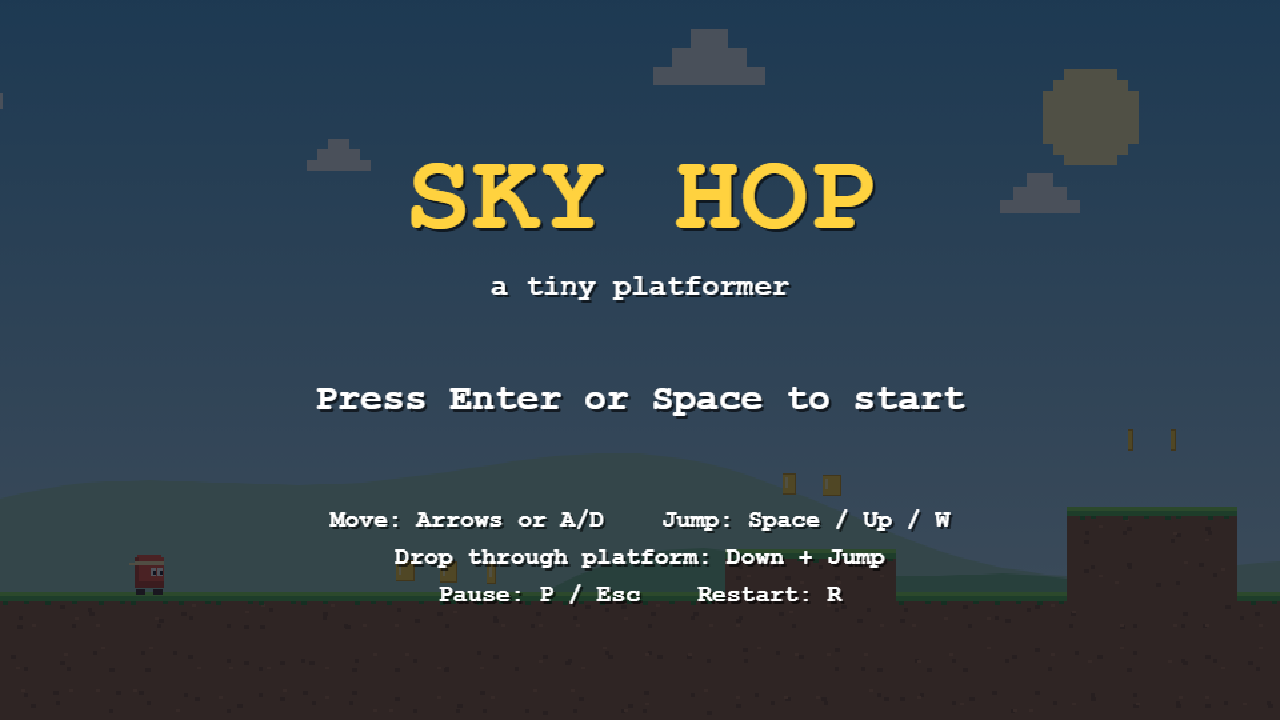 SKY HOP
a tiny platformer
Press Enter or Space to start
Move: Arrows or A/D    Jump: Space / Up / W
Drop through platform: Down + Jump
Pause: P / Esc    Restart: R